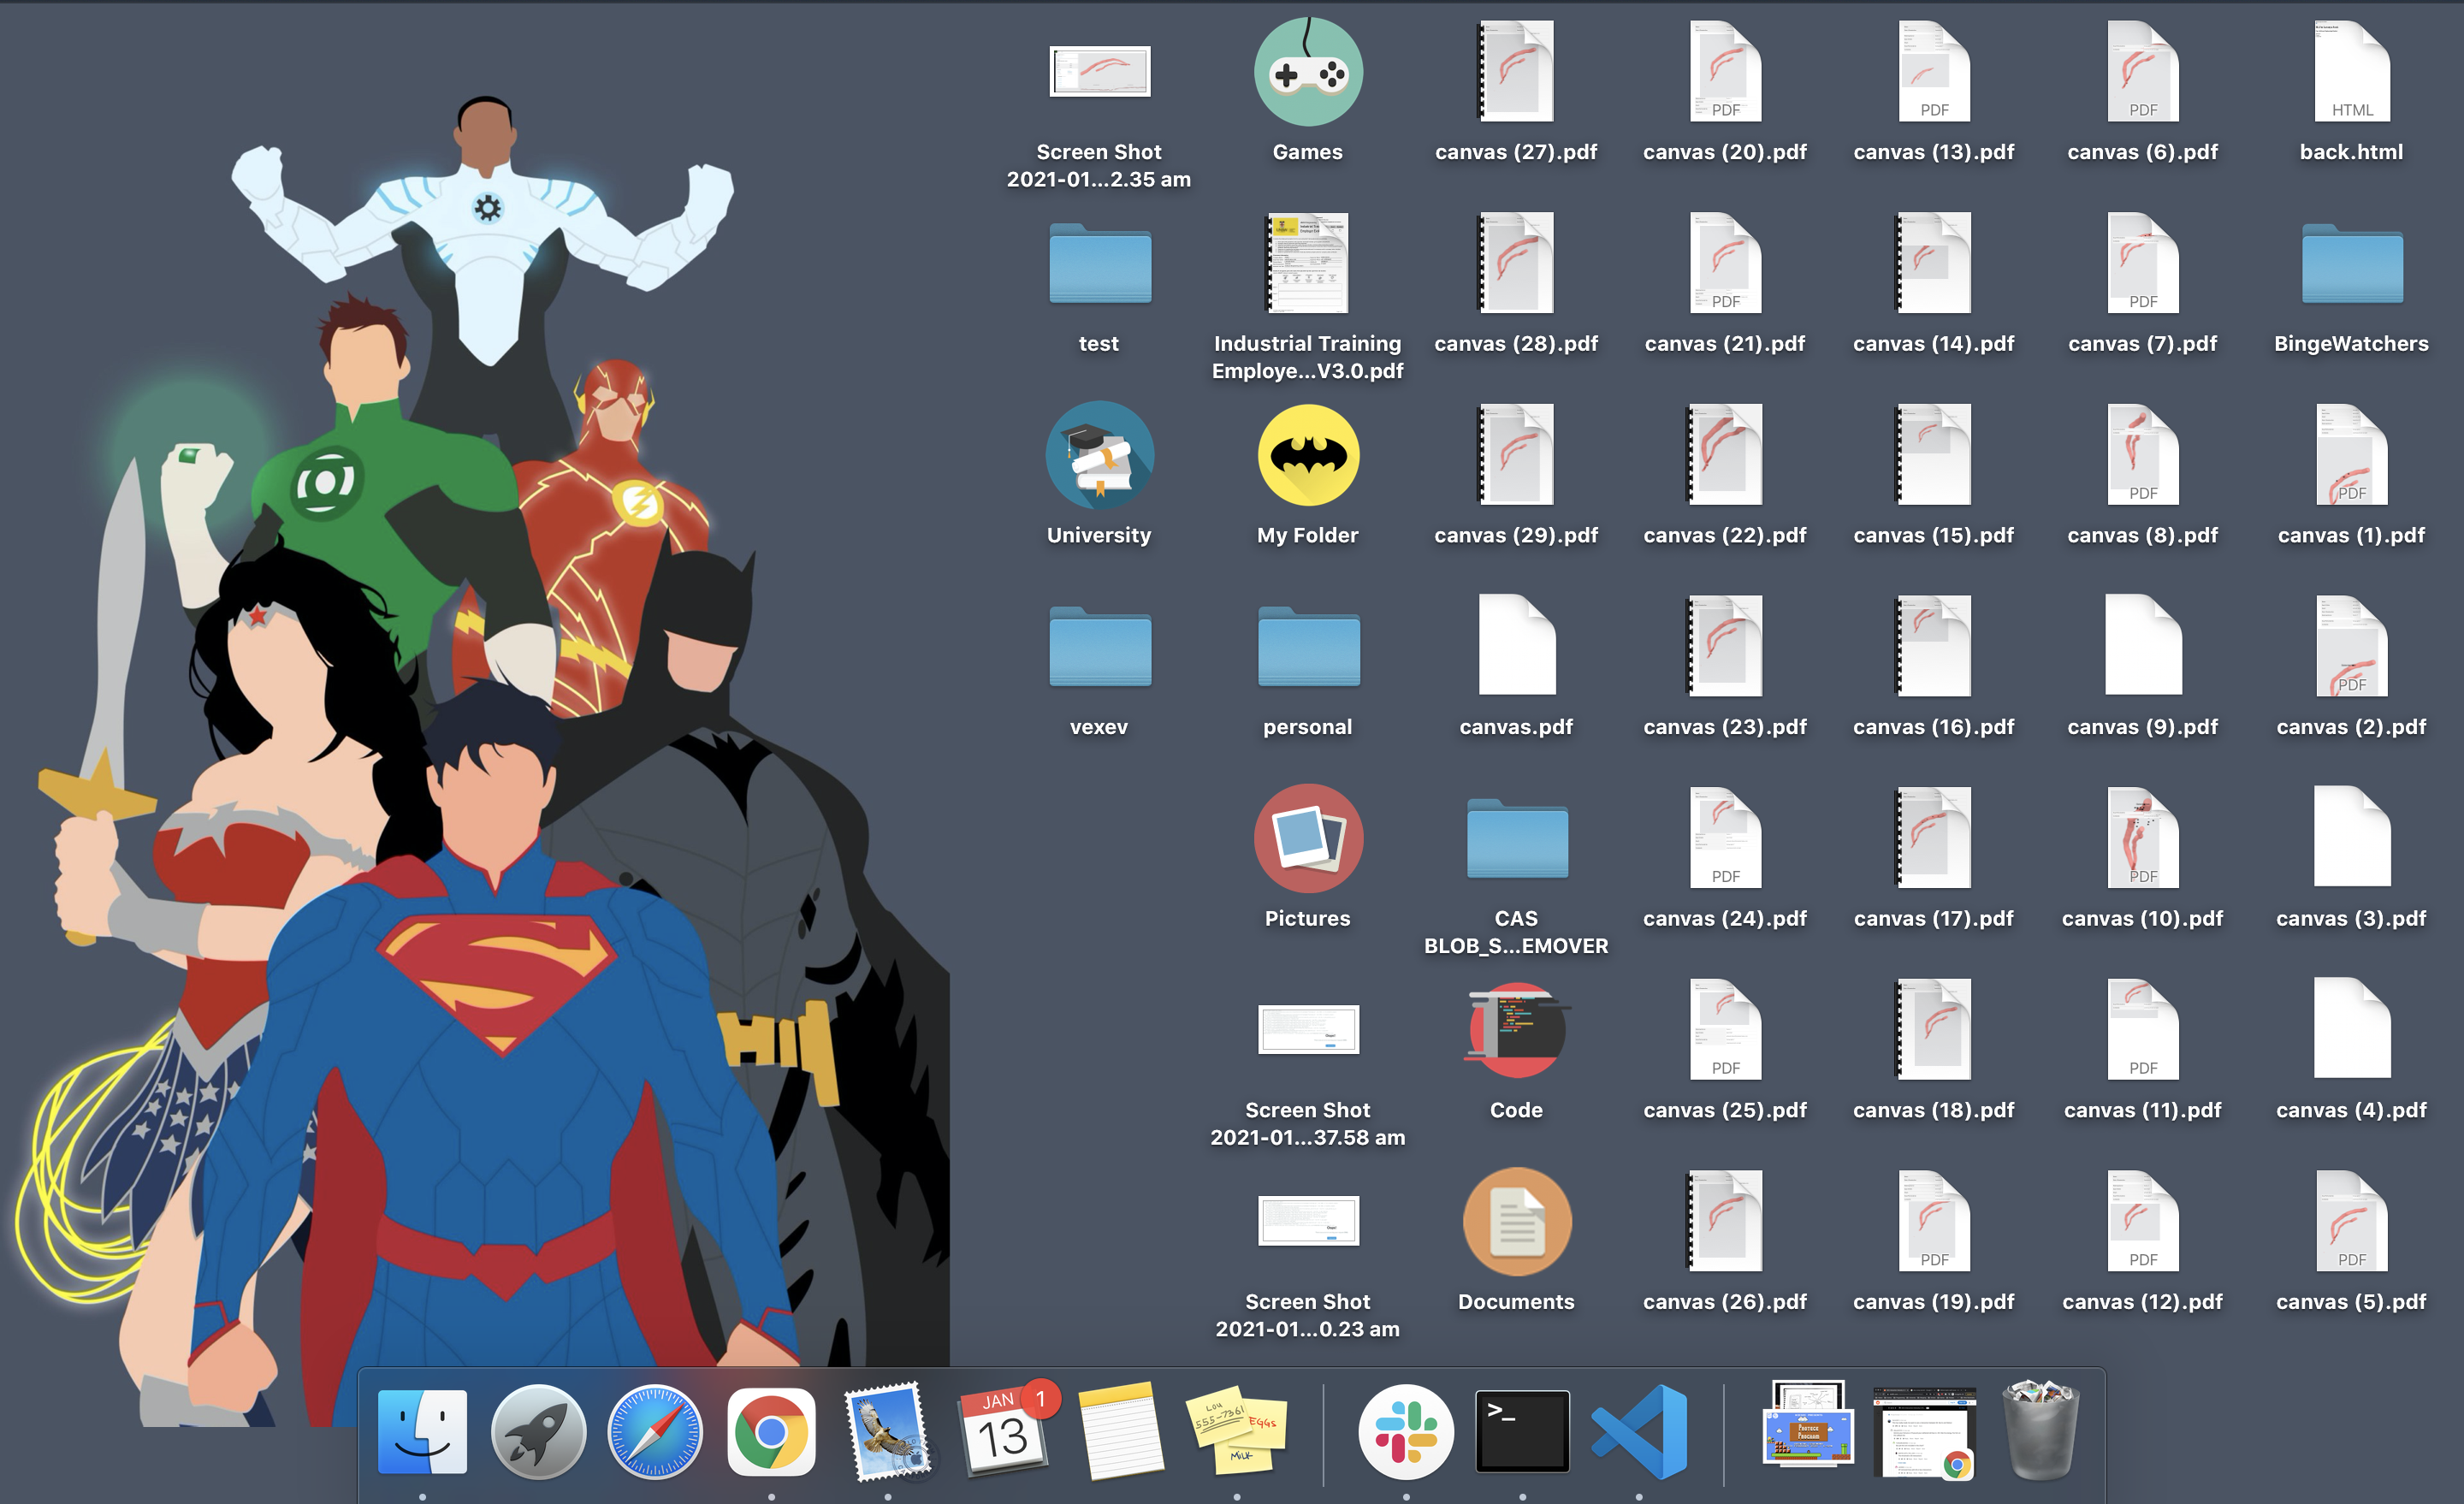 Screen Shot
2021-01...2.35 am
Games
canvas (27).pdf
PDF
canvas (20).pdf
PDF
canvas (13).pdf
PDF
canvas (6).pdf
HTML
back.html
test
Industrial Training
Employe...V3.0.pdf
canvas (28).pdf
PDF
canvas (21).pdf
canvas (14).pdf
PDF
canvas (7).pdf
BingeWatchers
University
My Folder
canvas (29).pdf
canvas (22).pdf
canvas (15).pdf
PDF
canvas (8).pdf
PDF
canvas (1).pdf
vexev
personal
canvas.pdf
canvas (23).pdf
canvas (16).pdf
canvas (9).pdf
PDF
canvas (2).pdf
Pictures
CAS
BLOB_S...EMOVER
PDF
canvas (24).pdf
canvas (17).pdf
PDF
canvas (10).pdf
canvas (3).pdf
Screen Shot
2021-01...37.58 am
Code
PDF
canvas (25).pdf
canvas (18).pdf
PDF
canvas (11).pdf
canvas (4).pdf
Screen Shot
2021-01...0.23 am
Documents
canvas (26).pdf
PDF
canvas (19).pdf
PDF
canvas (12).pdf
PDF
canvas (5).pdf
JAN
1
13
Lou
555-7361
EGGS
MILK
>_